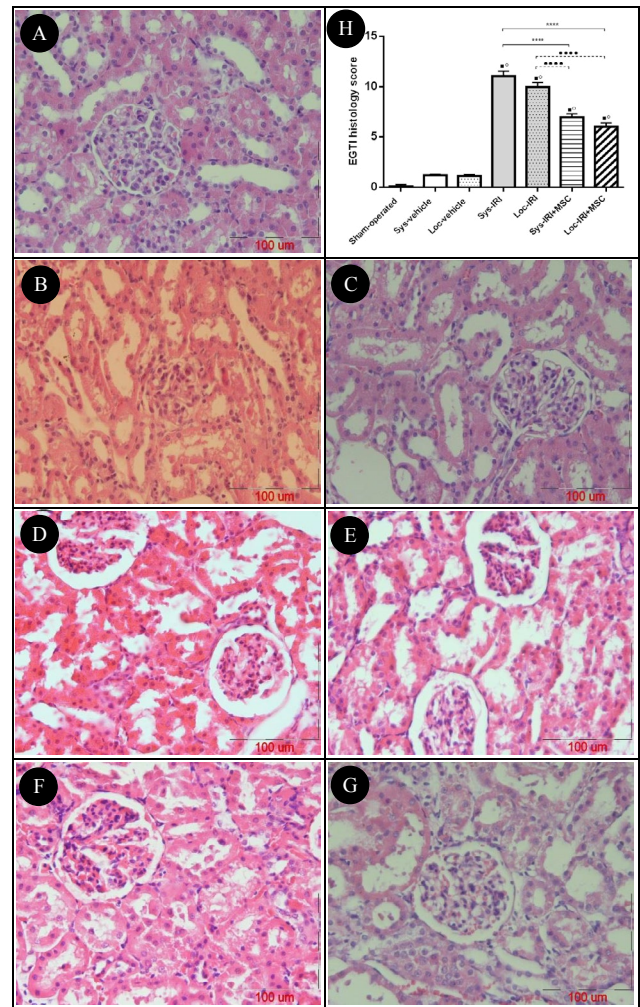 A
100 um
H
EGTI histology score
15
10
5
0
****
****
●●●●
●●●●
Sham-operated
Sys-vehicle
Loc-vehicle
Sys-IRI
Loc-IRI
Sys-IRI+MSC
Loc-IRI+MSC
B
100 um
C
100 um
D
100 um
E
100 um
F
100 um
G
100 um